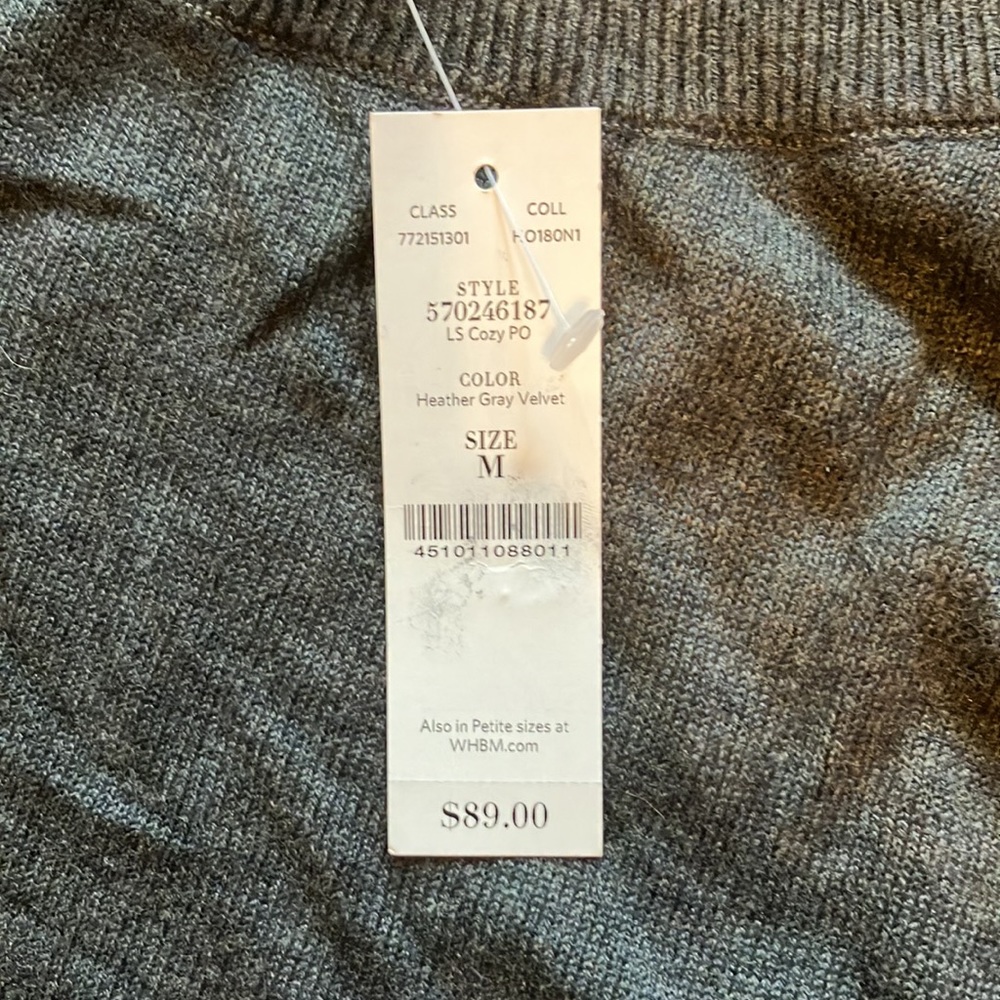 CLASS COLL
772151301 HO180N1
STYLE
570246187
LS Cozy PO
COLOR
Heather Gray Velvet
SIZE
M
451011088011
Also in Petite sizes at
WHBM.com
$89.00